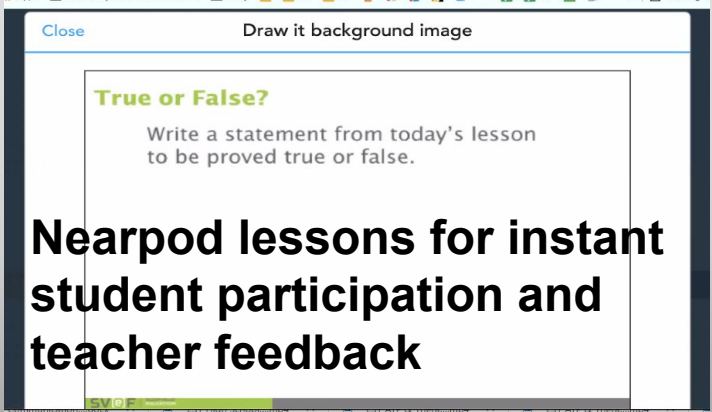 Close
Draw it background image
True or False?
Write a statement from today's lesson
to be proved true or false.
Nearpod lessons for instant
student participation and
teacher feedback
SV@F